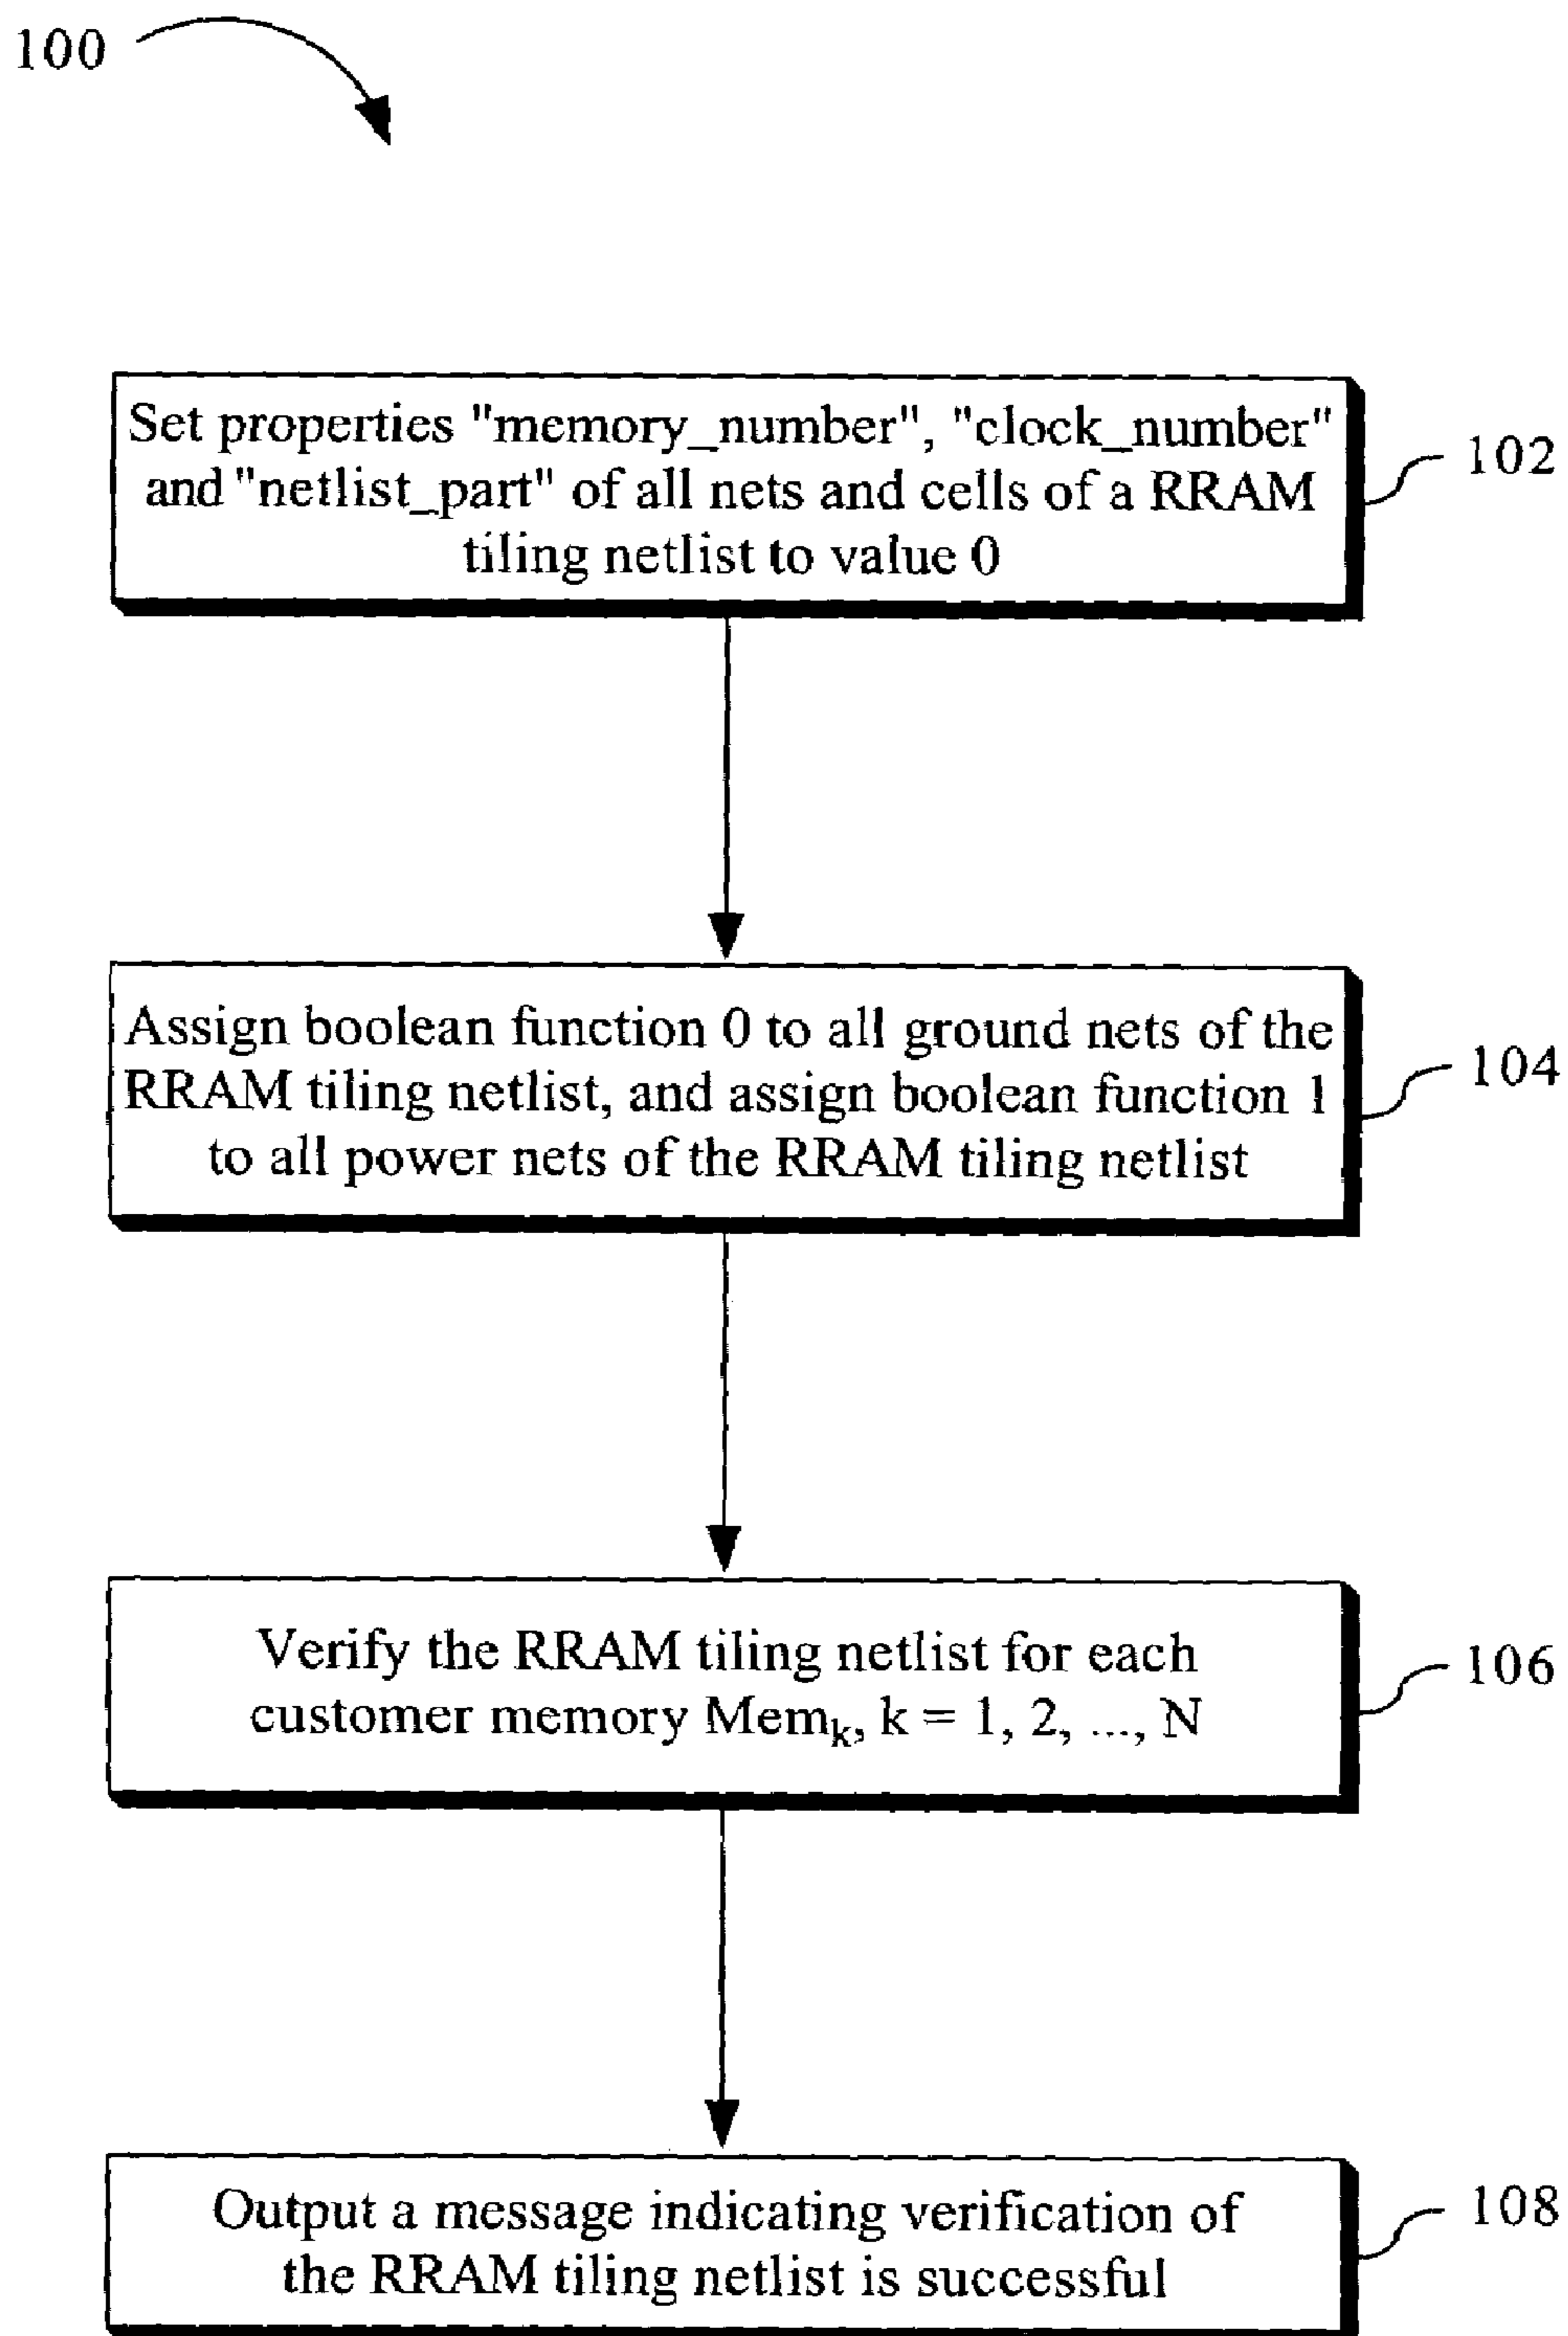 100
Set properties "memory_number", "clock_number"
and "netlist_part" of all nets and cells of a RRAM
tiling netlist to value 0
102
Assign boolean function 0 to all ground nets of the
RRAM tiling netlist, and assign boolean function 1
to all power nets of the RRAM tiling netlist
104
Verify the RRAM tiling netlist for each
customer memory Memₖ, k = 1, 2, ..., N
106
Output a message indicating verification of
the RRAM tiling netlist is successful
108